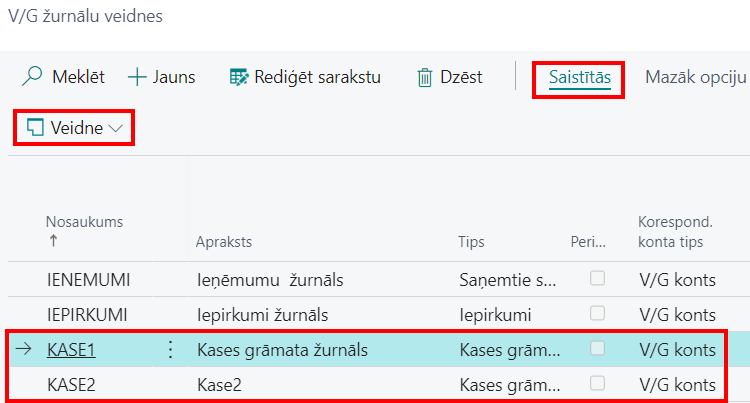 V/G žurnālu veidnes
Meklēt Jauns Rediģēt sarakstu Dzēst Saistītās Mazāk opciju
Veidne
Nosaukums ↑ Apraksts Tips Peri... Korespond. konta tips
IENEMUMI Ieņēmumu žurnāls Saņemtie s... V/G konts
IEPIRKUMI Iepirkumi žurnāls Iepirkumi V/G konts
→ KASE1 Kases grāmata žurnāls Kases grām... V/G konts
KASE2 Kase2 Kases grām... V/G konts